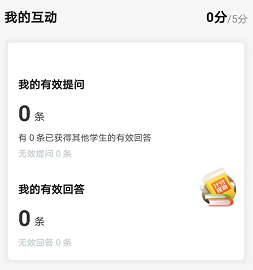 我的互动 0分/5分
我的有效提问
0 条
有 0 条已获得其他学生的有效回答
无效提问 0 条
我的有效回答
0 条
无效回答 0 条